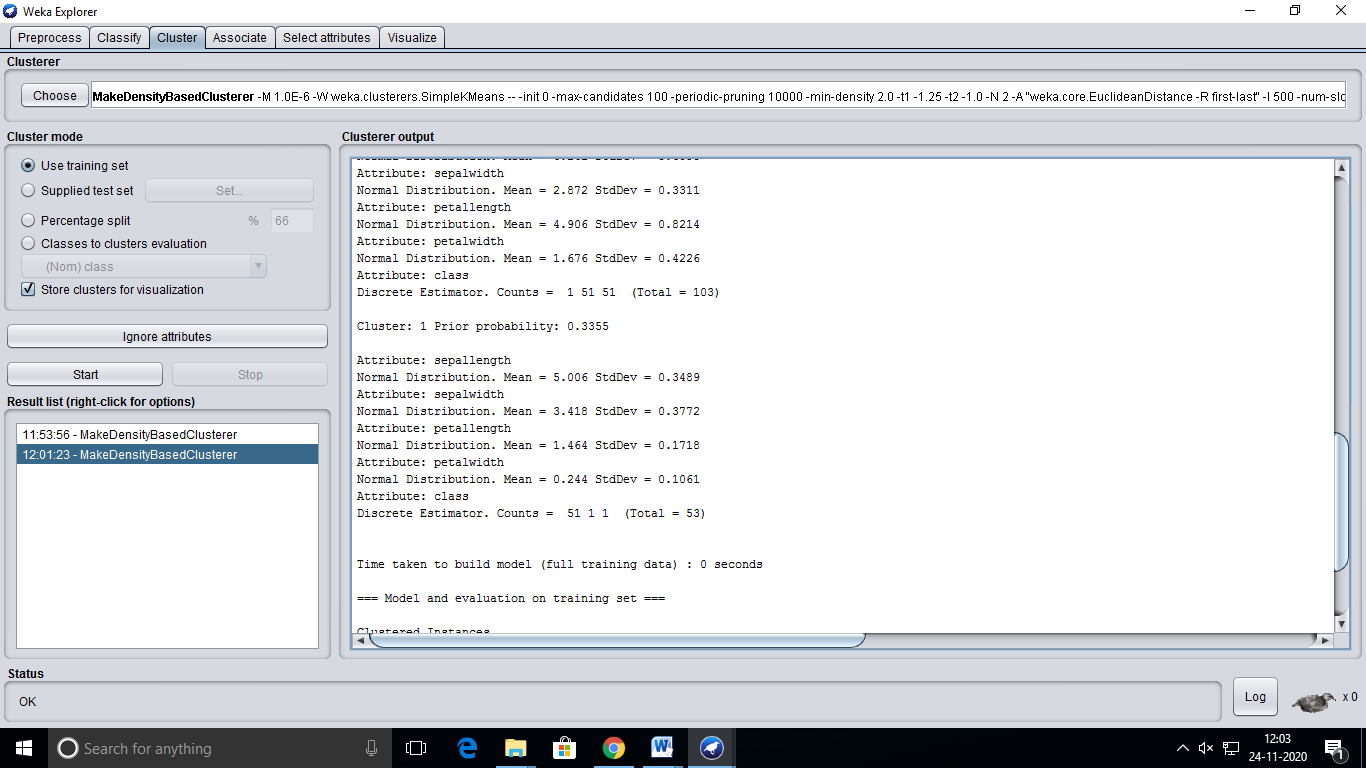 Weka Explorer
Preprocess Classify Cluster Associate Select attributes Visualize
Clusterer
Choose MakeDensityBasedClusterer -M 1.0E-6 -W weka.clusterers.SimpleKMeans -- -init 0 -max-candidates 100 -periodic-pruning 10000 -min-density 2.0 -t1 -1.25 -t2 -1.0 -N 2 -A "weka.core.EuclideanDistance -R first-last" -I 500 -num-slo
Cluster mode
Use training set
Supplied test set Set...
Percentage split % 66
Classes to clusters evaluation
(Nom) class
Store clusters for visualization
Ignore attributes
Start Stop
Result list (right-click for options)
11:53:56 - MakeDensityBasedClusterer
12:01:23 - MakeDensityBasedClusterer
Clusterer output
Attribute: sepalwidth
Normal Distribution. Mean = 2.872 StdDev = 0.3311
Attribute: petallength
Normal Distribution. Mean = 4.906 StdDev = 0.8214
Attribute: petalwidth
Normal Distribution. Mean = 1.676 StdDev = 0.4226
Attribute: class
Discrete Estimator. Counts =  1 51 51  (Total = 103)
Cluster: 1 Prior probability: 0.3355
Attribute: sepallength
Normal Distribution. Mean = 5.006 StdDev = 0.3489
Attribute: sepalwidth
Normal Distribution. Mean = 3.418 StdDev = 0.3772
Attribute: petallength
Normal Distribution. Mean = 1.464 StdDev = 0.1718
Attribute: petalwidth
Normal Distribution. Mean = 0.244 StdDev = 0.1061
Attribute: class
Discrete Estimator. Counts =  51 1 1  (Total = 53)
Time taken to build model (full training data) : 0 seconds
=== Model and evaluation on training set ===
Clustered Instances
Status
OK
Log x 0
Search for anything
12:03
24-11-2020
1